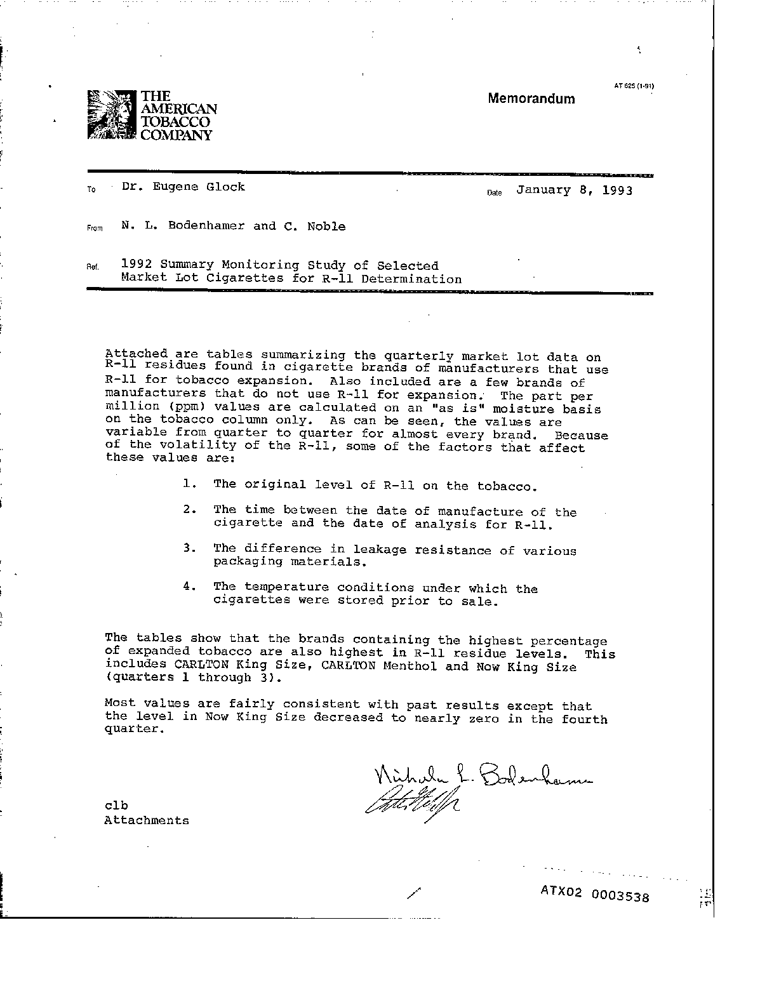 AT 625 (1-91)
THE
AMERICAN
TOBACCO
COMPANY
Memorandum
To Dr. Eugene Glock
Date January 8, 1993
From N. L. Bodenhamer and C. Noble
Ref. 1992 Summary Monitoring Study of Selected
Market Lot Cigarettes for R-11 Determination
Attached are tables summarizing the quarterly market lot data on
R-11 residues found in cigarette brands of manufacturers that use
R-11 for tobacco expansion. Also included are a few brands of
manufacturers that do not use R-11 for expansion. The part per
million (ppm) values are calculated on an "as is" moisture basis
on the tobacco column only. As can be seen, the values are
variable from quarter to quarter for almost every brand. Because
of the volatility of the R-11, some of the factors that affect
these values are:
1. The original level of R-11 on the tobacco.
2. The time between the date of manufacture of the
cigarette and the date of analysis for R-11.
3. The difference in leakage resistance of various
packaging materials.
4. The temperature conditions under which the
cigarettes were stored prior to sale.
The tables show that the brands containing the highest percentage
of expanded tobacco are also highest in R-11 residue levels. This
includes CARLTON King Size, CARLTON Menthol and Now King Size
(quarters 1 through 3).
Most values are fairly consistent with past results except that
the level in Now King Size decreased to nearly zero in the fourth
quarter.
L. Bodenhamer
clb
Attachments
ATX02 0003538